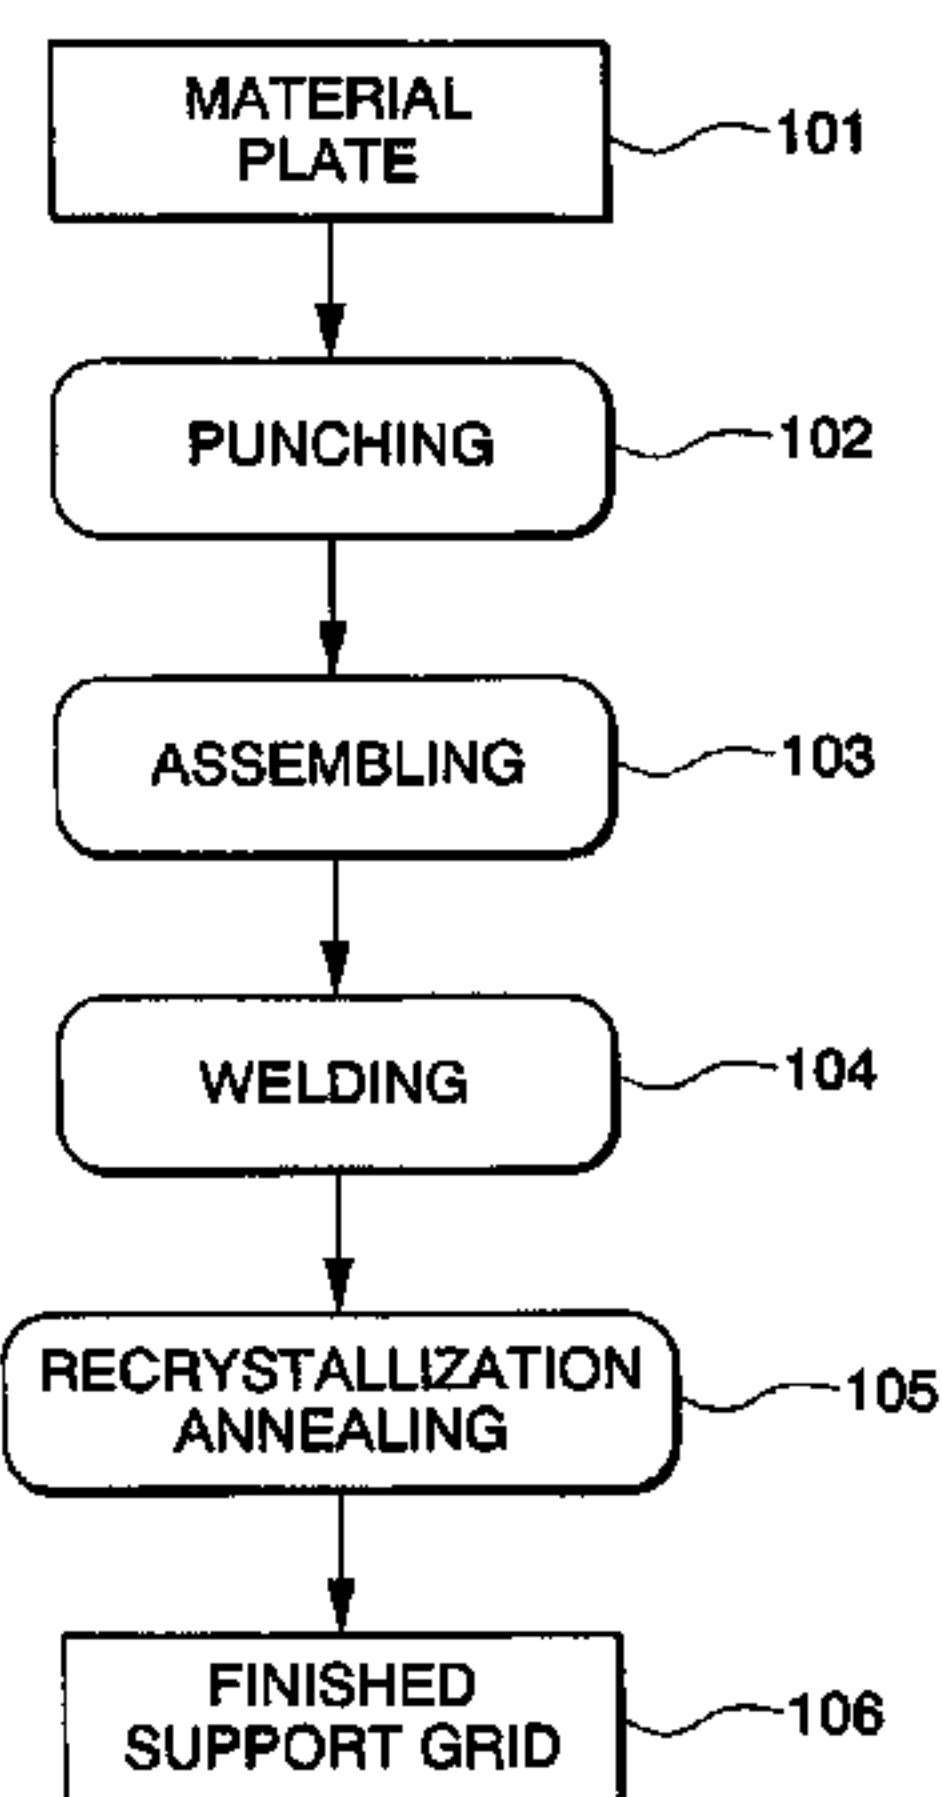 MATERIAL
PLATE
101
PUNCHING
102
ASSEMBLING
103
WELDING
104
RECRYSTALLIZATION
ANNEALING
105
FINISHED
SUPPORT GRID
106